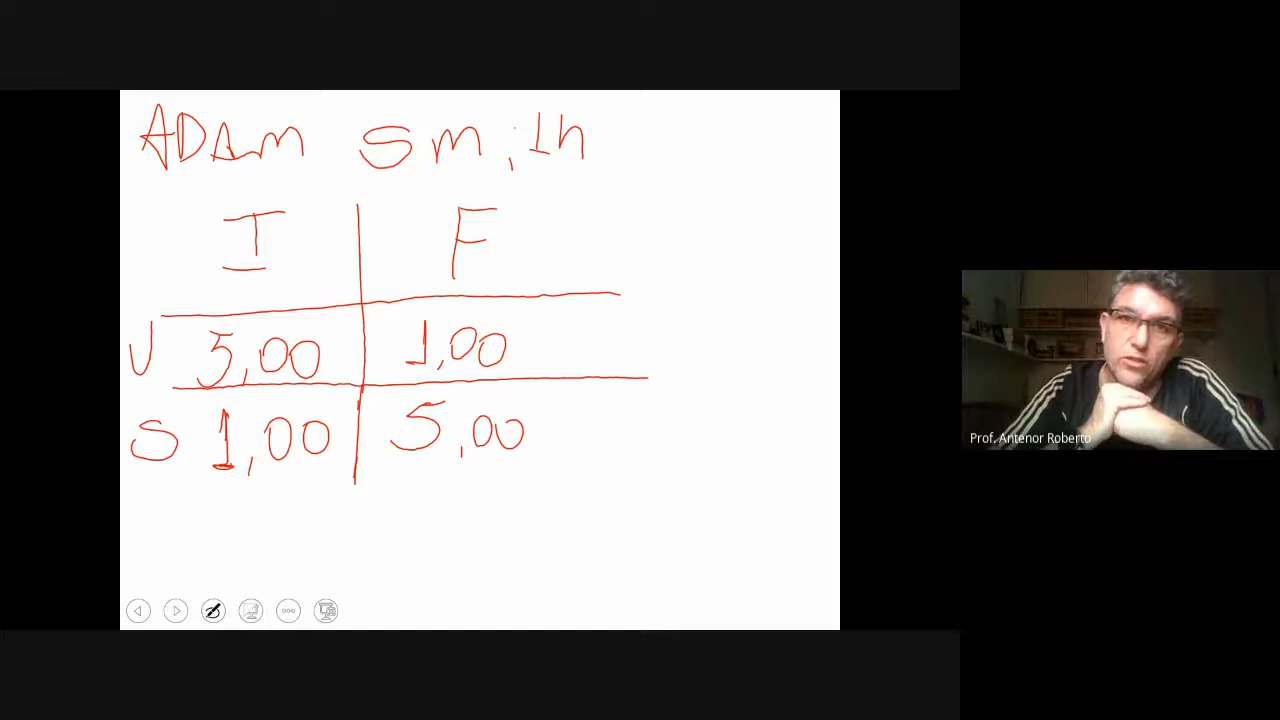 ADAM Smith
I F
V 5,00 1,00
S 1,00 5,00
Prof. Antenor Roberto